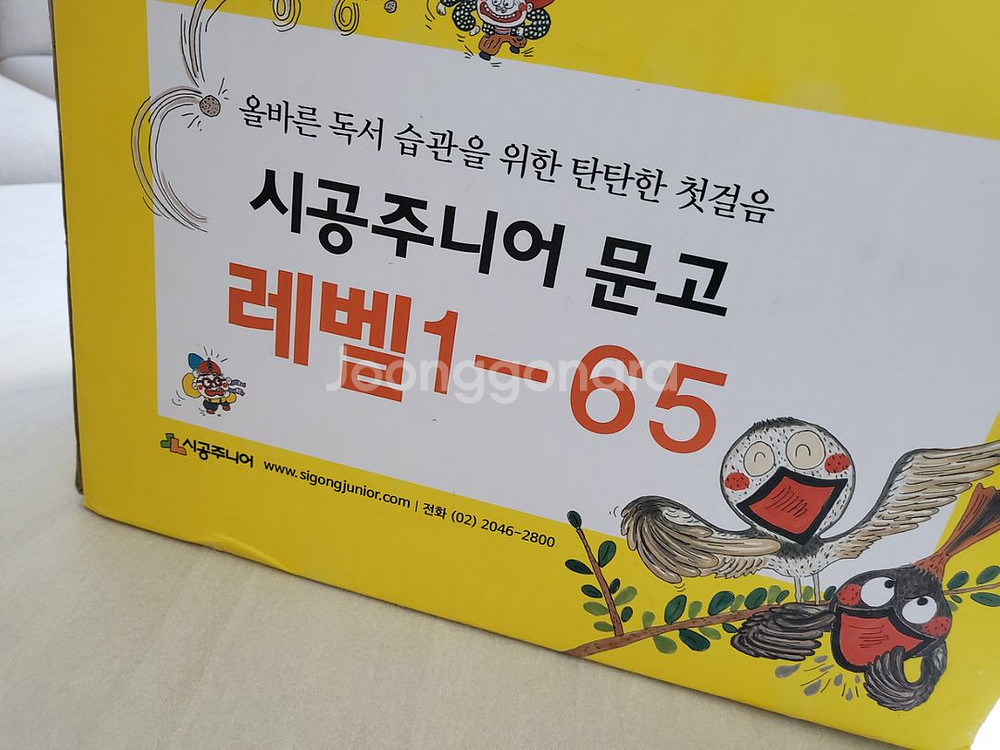 올바른 독서 습관을 위한 탄탄한 첫걸음
시공주니어 문고
레벨1-65
Joonggonara
시공주니어 www.sigongjunior.com | 전화 (02) 2046-2800